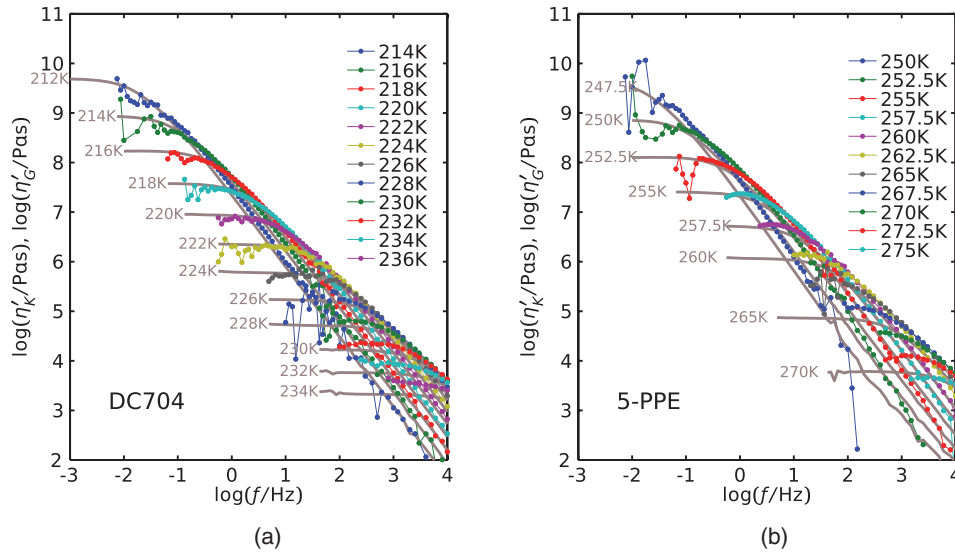 log(η′K/Pas), log(η′G/Pas)
11
10
9
8
7
6
5
4
3
2
-3 -2 -1 0 1 2 3 4
log(f/Hz)
212K
214K
216K
218K
220K
222K
224K
226K
228K
230K
232K
234K
214K
216K
218K
220K
222K
224K
226K
228K
230K
232K
234K
236K
DC704
(a)
log(η′K/Pas), log(η′G/Pas)
11
10
9
8
7
6
5
4
3
2
-3 -2 -1 0 1 2 3 4
log(f/Hz)
247.5K
250K
252.5K
255K
257.5K
260K
265K
270K
250K
252.5K
255K
257.5K
260K
262.5K
265K
267.5K
270K
272.5K
275K
5-PPE
(b)